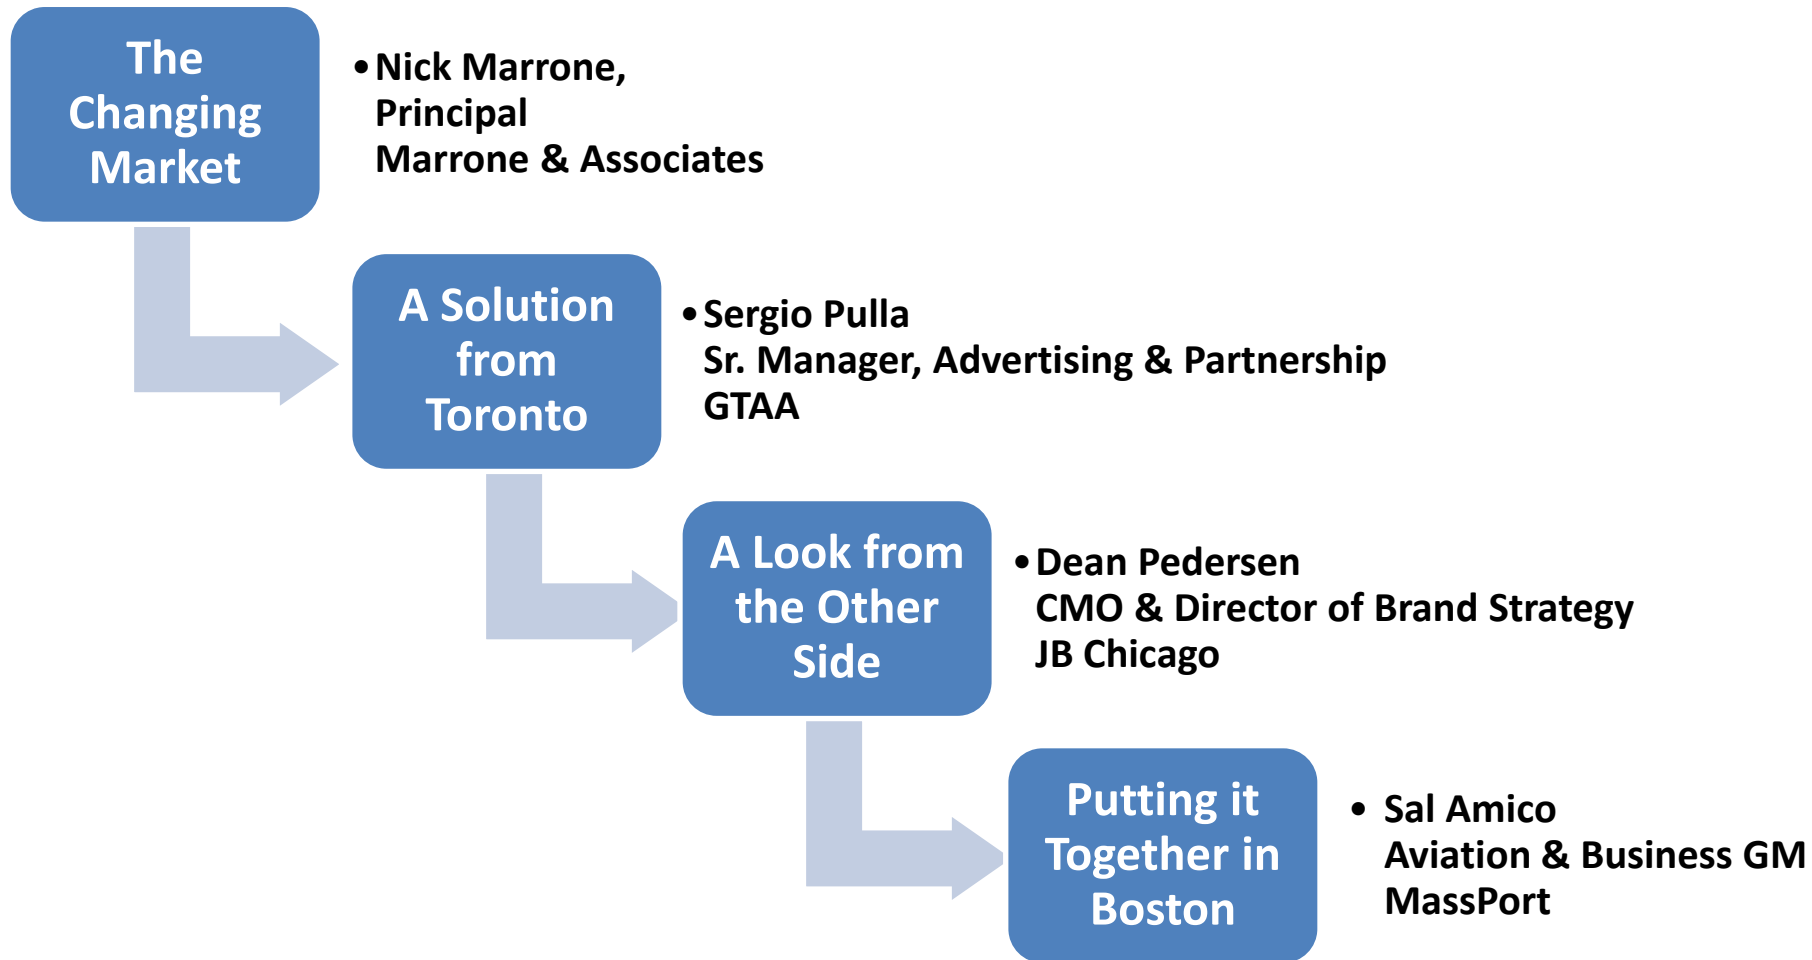 The
Changing
Market
•Nick Marrone,
Principal
Marrone & Associates
A Solution
from
Toronto
•Sergio Pulla
Sr. Manager, Advertising & Partnership
GTAA
A Look from
the Other
Side
•Dean Pedersen
CMO & Director of Brand Strategy
JB Chicago
Putting it
Together in
Boston
• Sal Amico
Aviation & Business GM
MassPort